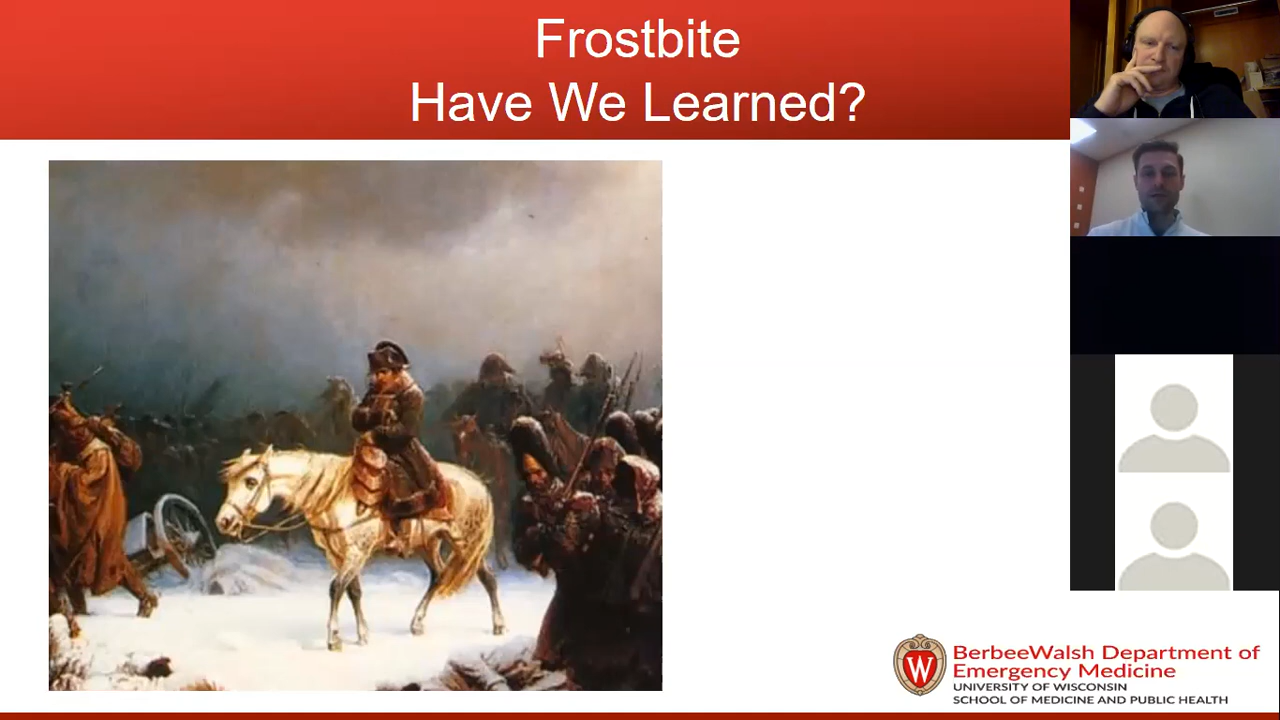 Frostbite
Have We Learned?
W
BerbeeWalsh Department of
Emergency Medicine
UNIVERSITY OF WISCONSIN
SCHOOL OF MEDICINE AND PUBLIC HEALTH